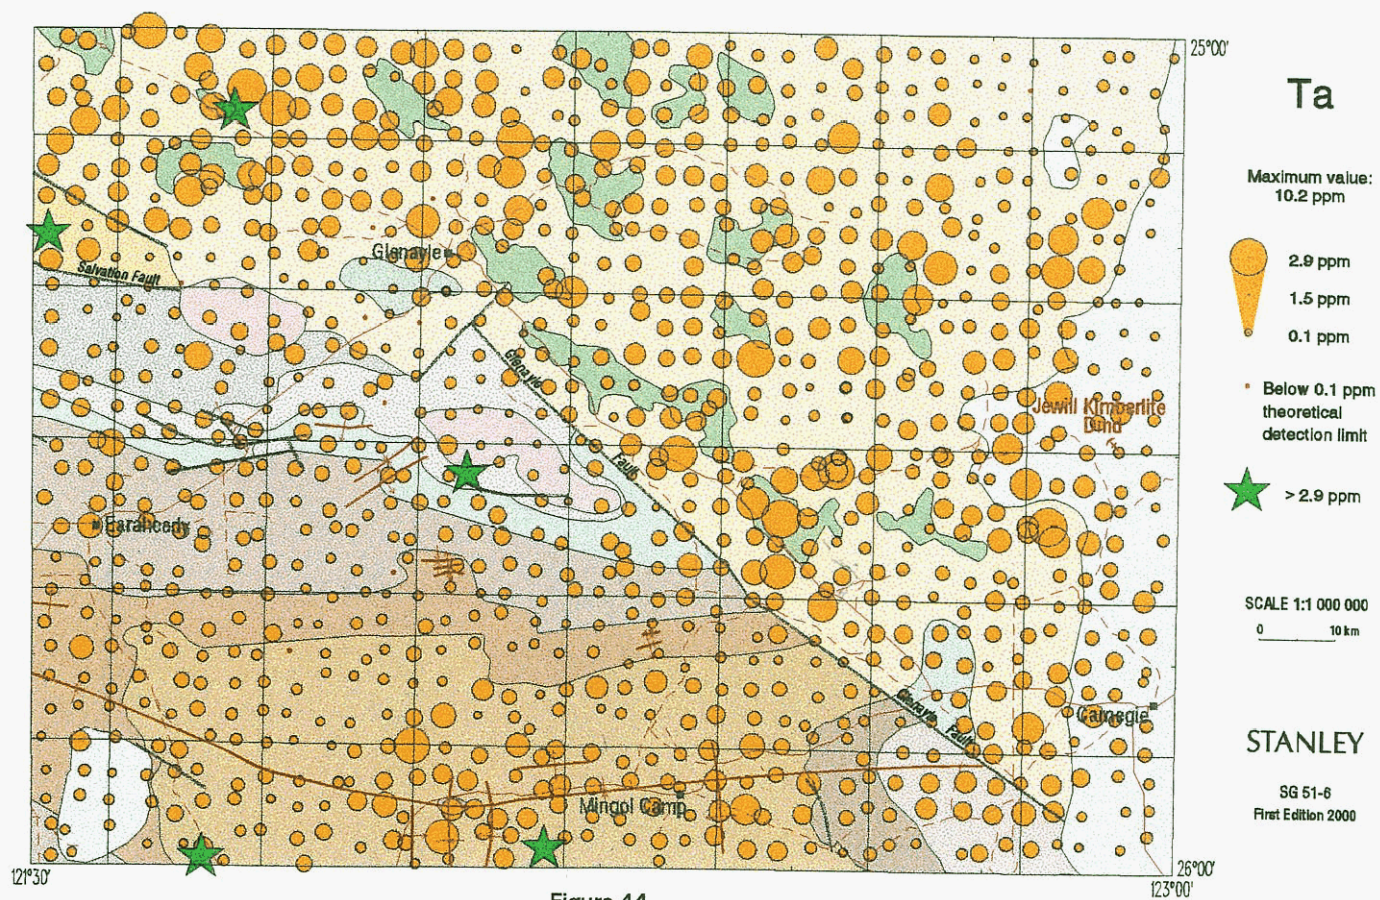 25°00'
Ta
Maximum value:
10.2 ppm
Glenayle
Salvation Fault
2.9 ppm
1.5 ppm
0.1 ppm
Glenayle
Fault
Below 0.1 ppm
theoretical
detection limit
Jewill Kimberlite
Dind
> 2.9 ppm
Earaheedy
SCALE 1:1 000 000
0 10 km
Glenayle
Fault
Carnegie
STANLEY
Mingol Camp
SG 51-6
First Edition 2000
121°30'
26°00'
123°00'
Figure 44